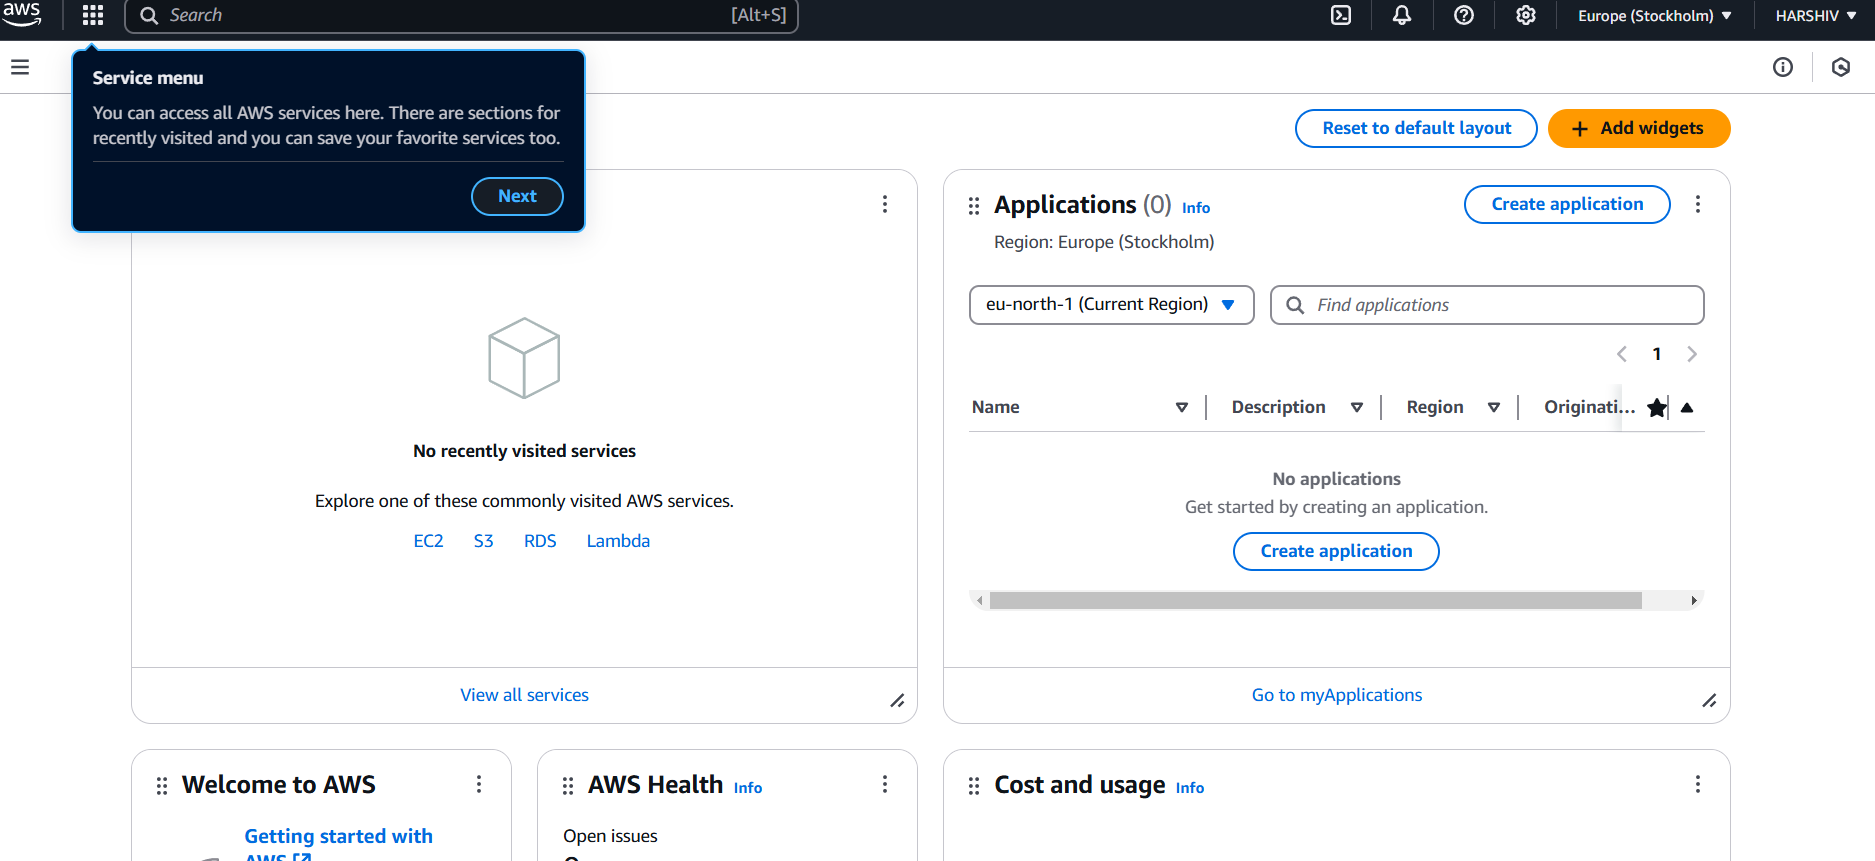 aws
Search [Alt+S]
Europe (Stockholm)
HARSHIV
Service menu
You can access all AWS services here. There are sections for
recently visited and you can save your favorite services too.
Next
Reset to default layout
+ Add widgets
No recently visited services
Explore one of these commonly visited AWS services.
EC2 S3 RDS Lambda
View all services
Applications (0) Info
Create application
Region: Europe (Stockholm)
eu-north-1 (Current Region)
Find applications
1
Name Description Region Originati...
No applications
Get started by creating an application.
Create application
Go to myApplications
Welcome to AWS
Getting started with
AWS
AWS Health Info
Open issues
Cost and usage Info